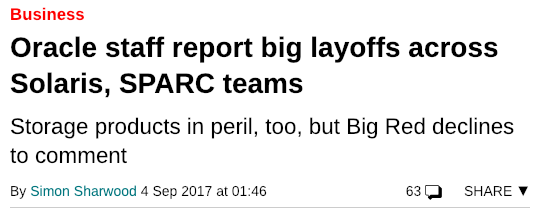 Business
Oracle staff report big layoffs across
Solaris, SPARC teams
Storage products in peril, too, but Big Red declines
to comment
By Simon Sharwood 4 Sep 2017 at 01:46 63 SHARE ▼